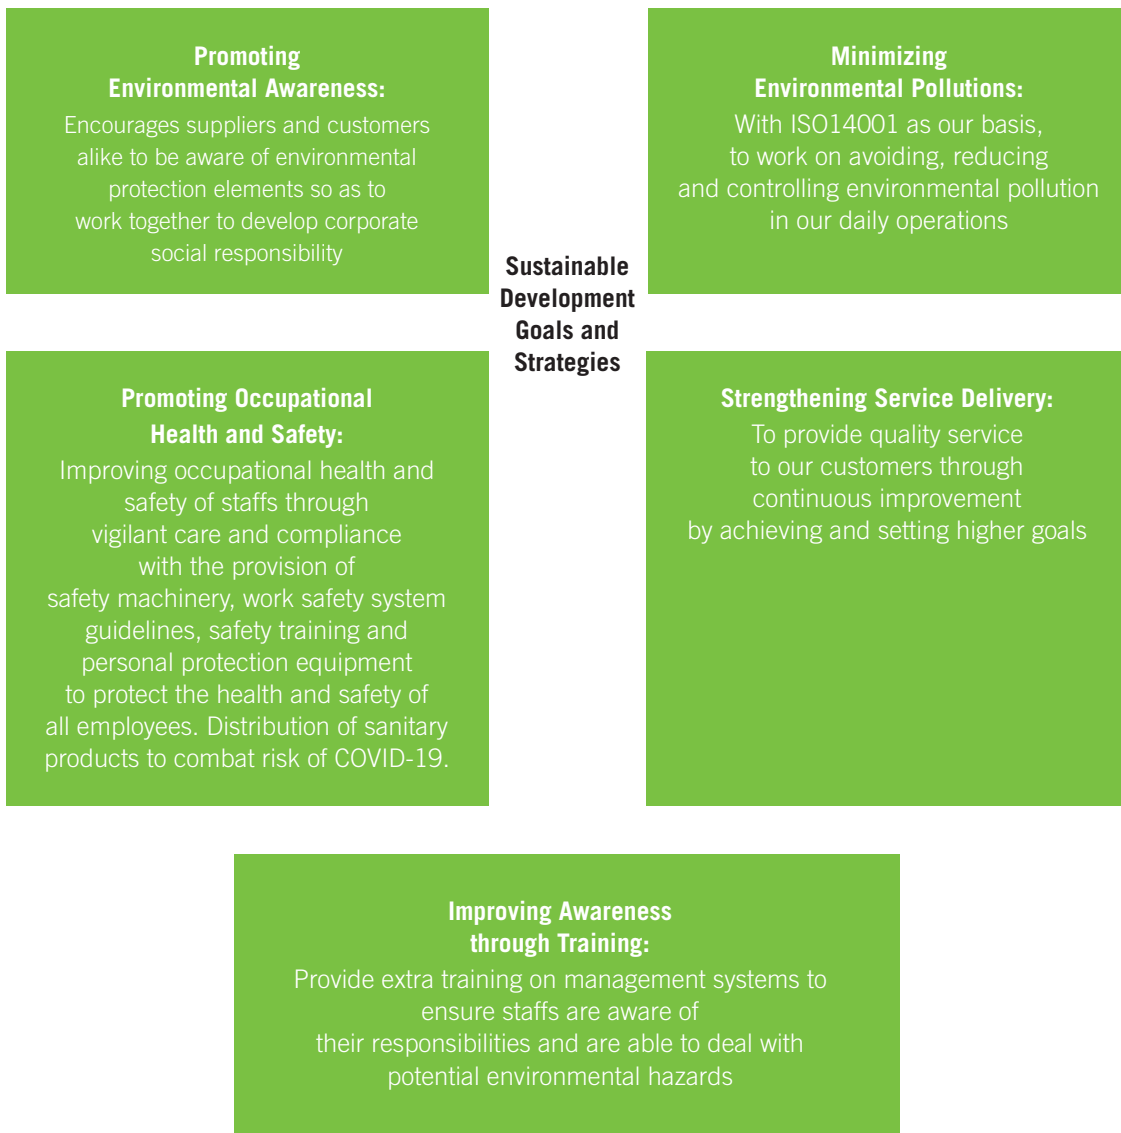 Promoting
Environmental Awareness:
Encourages suppliers and customers
alike to be aware of environmental
protection elements so as to
work together to develop corporate
social responsibility
Minimizing
Environmental Pollutions:
With ISO14001 as our basis,
to work on avoiding, reducing
and controlling environmental pollution
in our daily operations
Sustainable
Development
Goals and
Strategies
Promoting Occupational
Health and Safety:
Improving occupational health and
safety of staffs through
vigilant care and compliance
with the provision of
safety machinery, work safety system
guidelines, safety training and
personal protection equipment
to protect the health and safety of
all employees. Distribution of sanitary
products to combat risk of COVID-19.
Strengthening Service Delivery:
To provide quality service
to our customers through
continuous improvement
by achieving and setting higher goals
Improving Awareness
through Training:
Provide extra training on management systems to
ensure staffs are aware of
their responsibilities and are able to deal with
potential environmental hazards